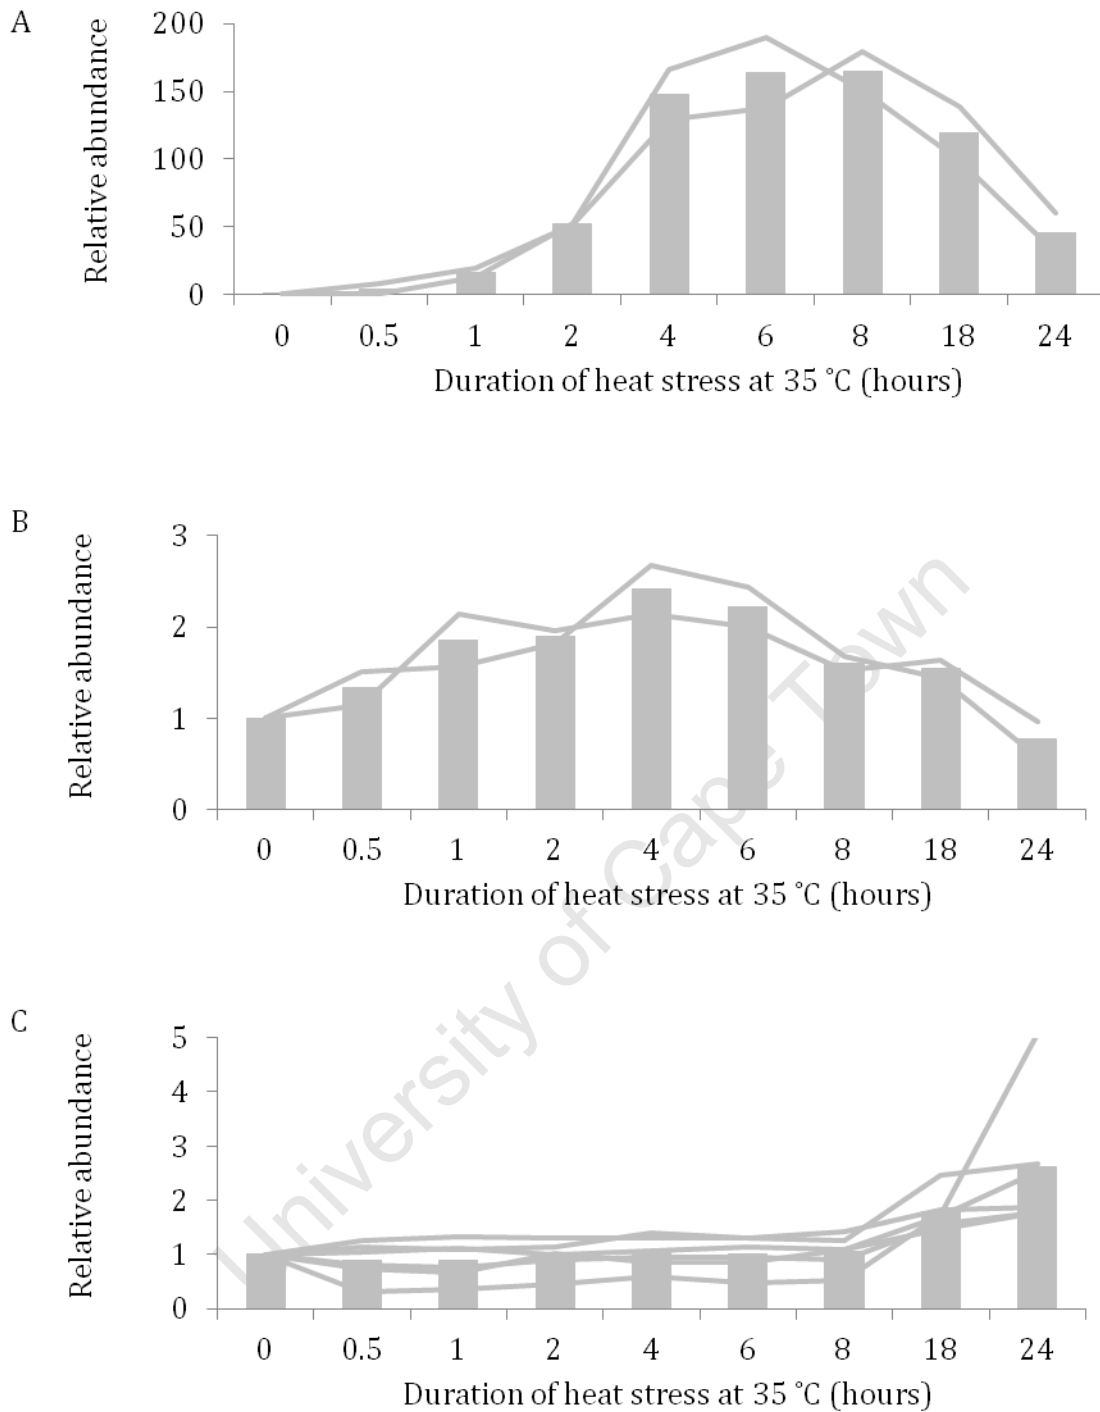 A
Relative abundance
200
150
100
50
0
0 0.5 1 2 4 6 8 18 24
Duration of heat stress at 35 °C (hours)
B
Relative abundance
3
2
1
0
0 0.5 1 2 4 6 8 18 24
Duration of heat stress at 35 °C (hours)
C
Relative abundance
5
4
3
2
1
0
0 0.5 1 2 4 6 8 18 24
Duration of heat stress at 35 °C (hours)
University of Cape Town